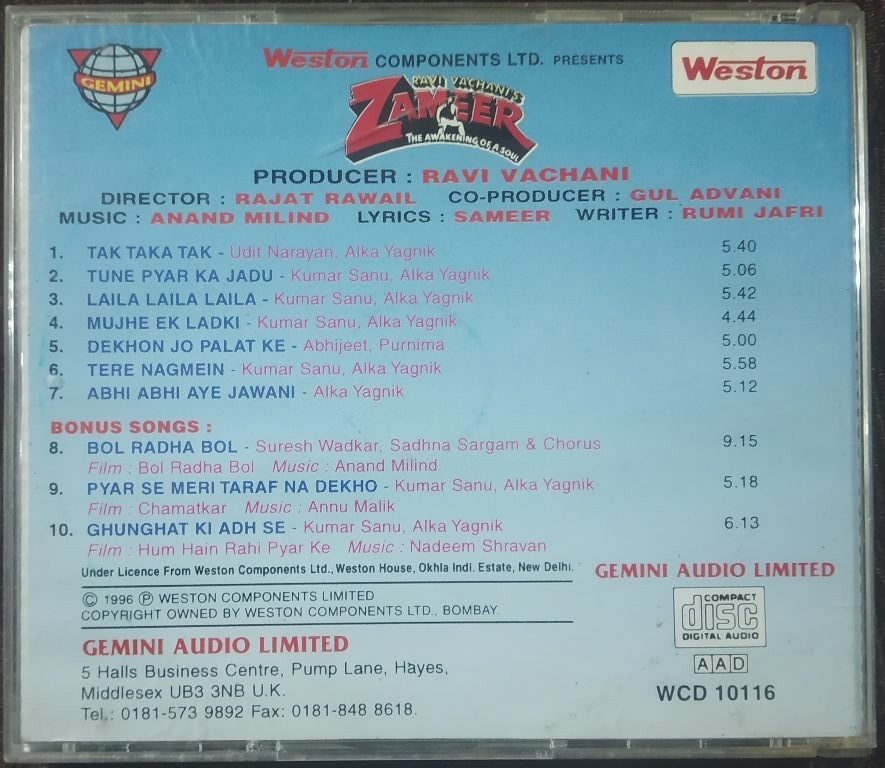 GEMINI
Weston COMPONENTS LTD. PRESENTS
Weston
RAVI VACHANI'S
ZAMEER
THE AWAKENING OF A SOUL
PRODUCER : RAVI VACHANI
DIRECTOR : RAJAT RAWAIL CO-PRODUCER : GUL ADVANI
MUSIC : ANAND MILIND LYRICS : SAMEER WRITER : RUMI JAFRI
1. TAK TAKA TAK - Udit Narayan, Alka Yagnik 5.40
2. TUNE PYAR KA JADU - Kumar Sanu, Alka Yagnik 5.06
3. LAILA LAILA LAILA - Kumar Sanu, Alka Yagnik 5.42
4. MUJHE EK LADKI - Kumar Sanu, Alka Yagnik 4.44
5. DEKHON JO PALAT KE - Abhijeet, Purnima 5.00
6. TERE NAGMEIN - Kumar Sanu, Alka Yagnik 5.58
7. ABHI ABHI AYE JAWANI - Alka Yagnik 5.12
BONUS SONGS :
8. BOL RADHA BOL - Suresh Wadkar, Sadhna Sargam & Chorus 9.15
Film : Bol Radha Bol Music : Anand Milind
9. PYAR SE MERI TARAF NA DEKHO - Kumar Sanu, Alka Yagnik 5.18
Film : Chamatkar Music : Annu Malik
10. GHUNGHAT KI ADH SE - Kumar Sanu, Alka Yagnik 6.13
Film : Hum Hain Rahi Pyar Ke Music : Nadeem Shravan
Under Licence From Weston Components Ltd., Weston House, Okhla Indl. Estate, New Delhi.
GEMINI AUDIO LIMITED
© 1996 ℗ WESTON COMPONENTS LIMITED
COPYRIGHT OWNED BY WESTON COMPONENTS LTD., BOMBAY.
COMPACT
disc
DIGITAL AUDIO
GEMINI AUDIO LIMITED
5 Halls Business Centre, Pump Lane, Hayes,
Middlesex UB3 3NB U.K.
Tel.: 0181-573 9892 Fax: 0181-848 8618.
AAD
WCD 10116